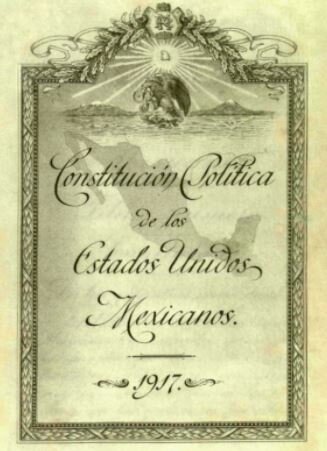 Constitución Política
de los
Estados Unidos
Mexicanos.
1917.